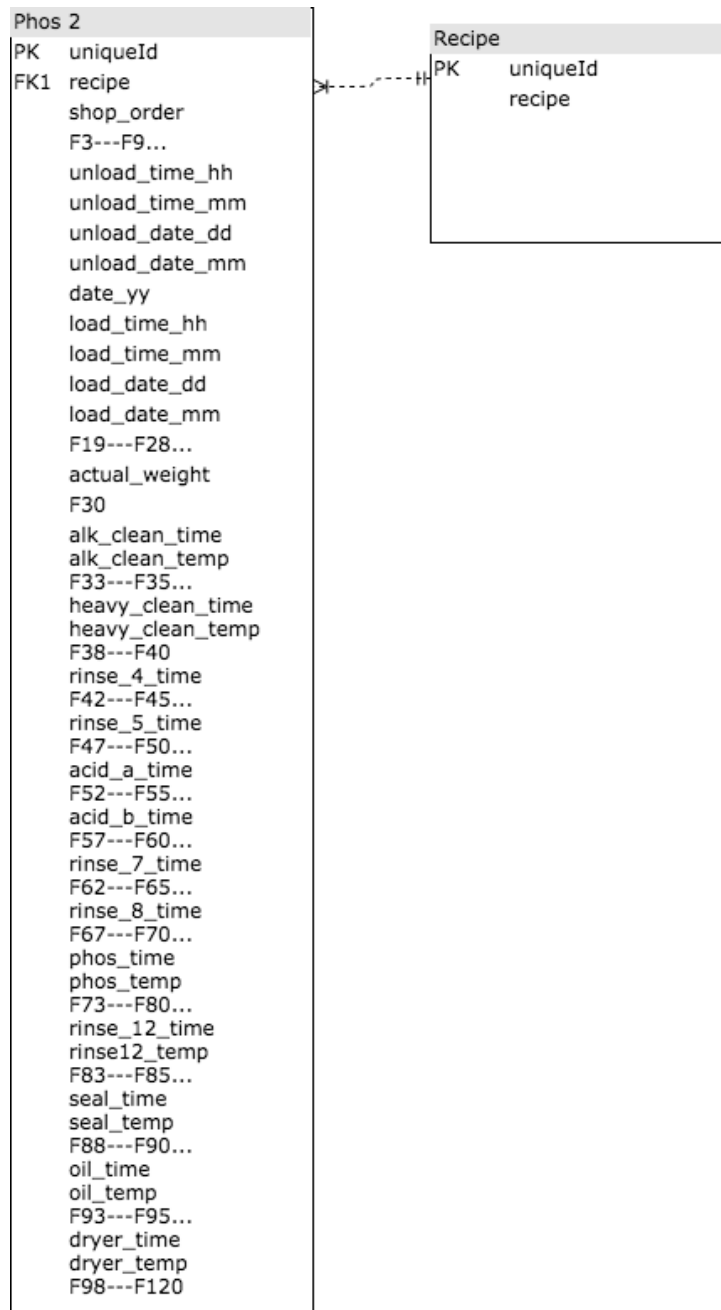 Phos 2
PK uniqueId
FK1 recipe
shop_order
F3---F9...
unload_time_hh
unload_time_mm
unload_date_dd
unload_date_mm
date_yy
load_time_hh
load_time_mm
load_date_dd
load_date_mm
F19---F28...
actual_weight
F30
alk_clean_time
alk_clean_temp
F33---F35...
heavy_clean_time
heavy_clean_temp
F38---F40
rinse_4_time
F42---F45...
rinse_5_time
F47---F50...
acid_a_time
F52---F55...
acid_b_time
F57---F60...
rinse_7_time
F62---F65...
rinse_8_time
F67---F70...
phos_time
phos_temp
F73---F80...
rinse_12_time
rinse12_temp
F83---F85...
seal_time
seal_temp
F88---F90...
oil_time
oil_temp
F93---F95...
dryer_time
dryer_temp
F98---F120
Recipe
PK uniqueId
recipe